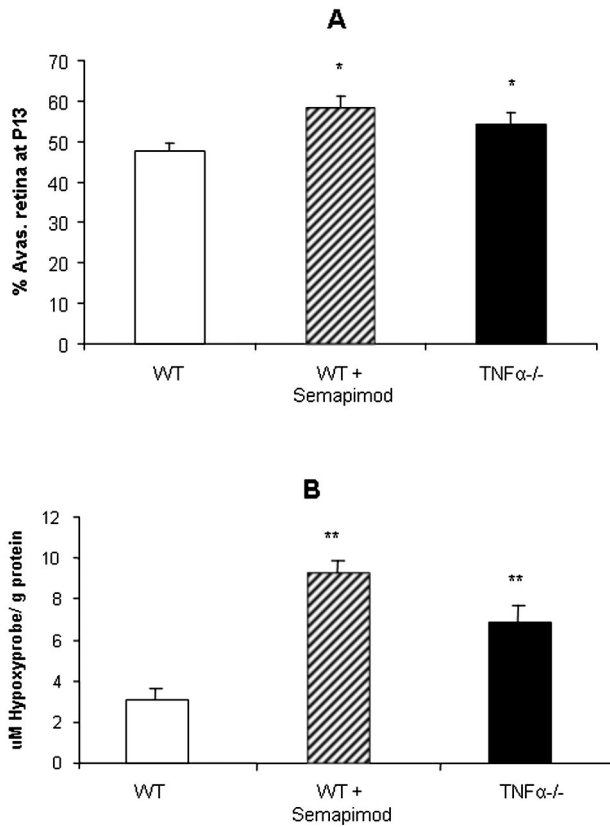 A
% Avas. retina at P13
70
60
50
40
30
20
10
0
*
*
WT
WT +
Semapimod
TNFα-/-
B
uM Hypoxyprobe/ g protein
12
10
8
6
4
2
0
**
**
WT
WT +
Semapimod
TNFα-/-